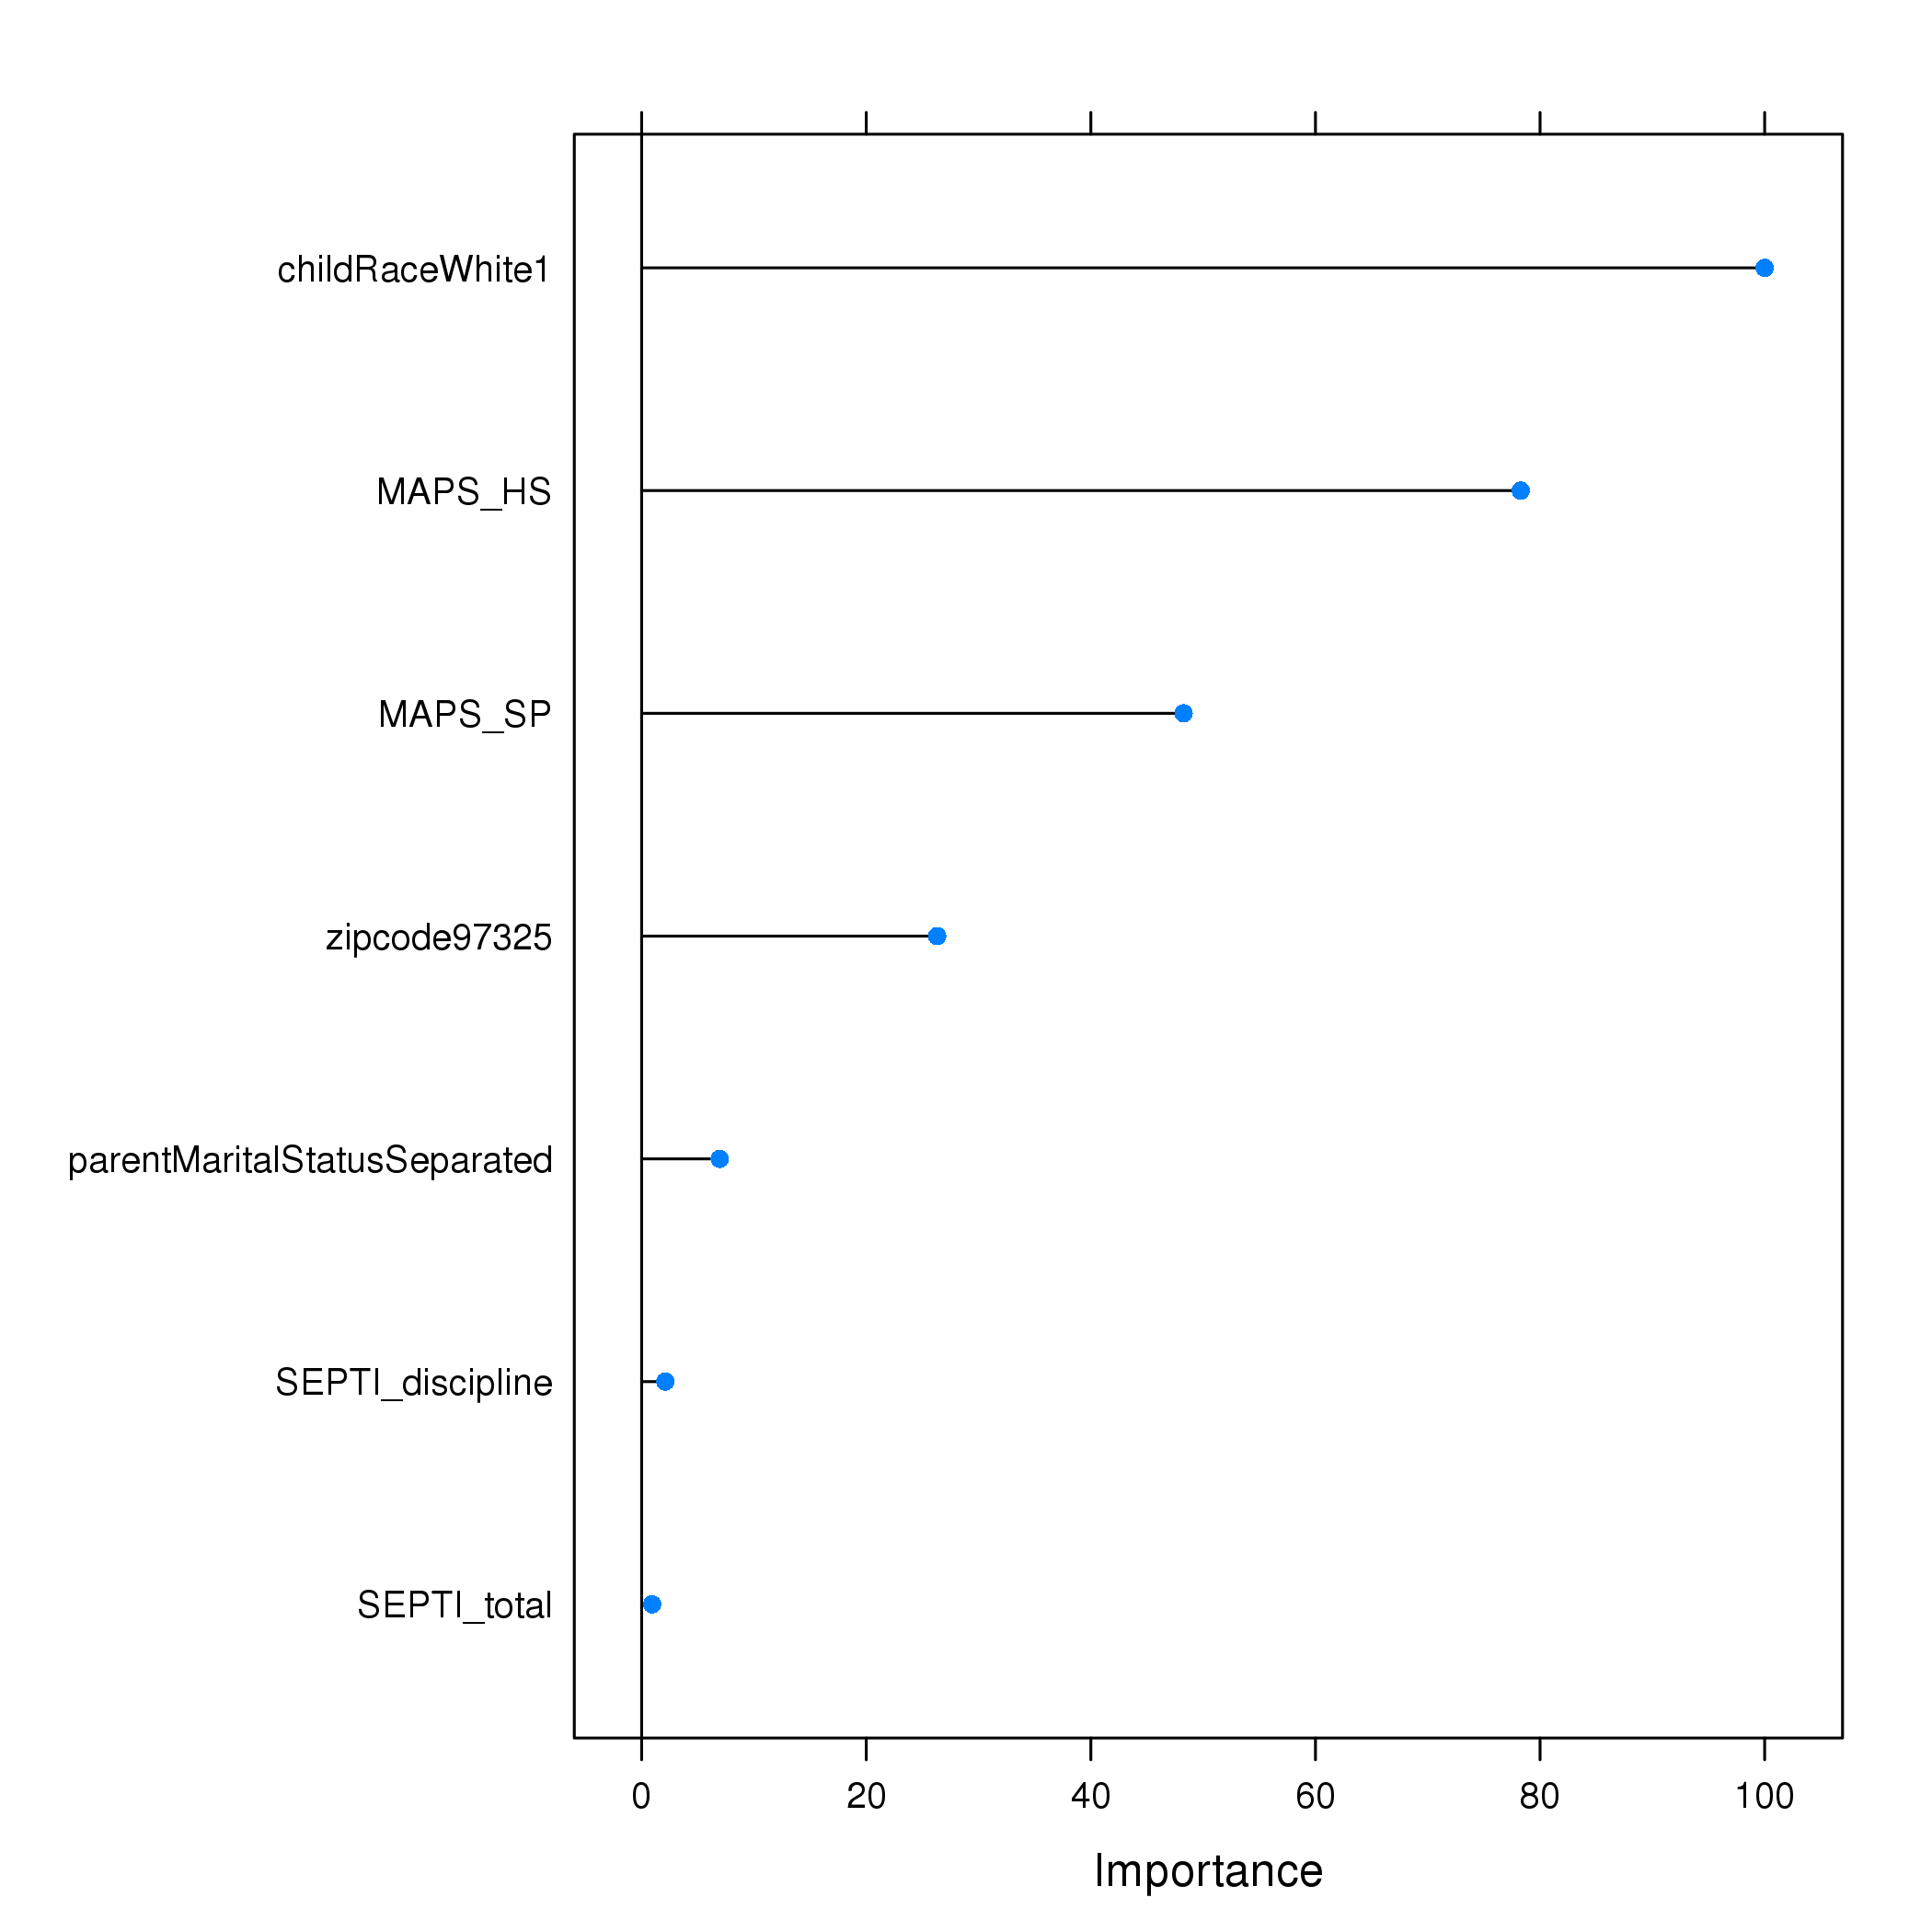 childRaceWhite1
MAPS_HS
MAPS_SP
zipcode97325
parentMaritalStatusSeparated
SEPTI_discipline
SEPTI_total
0 20 40 60 80 100
Importance